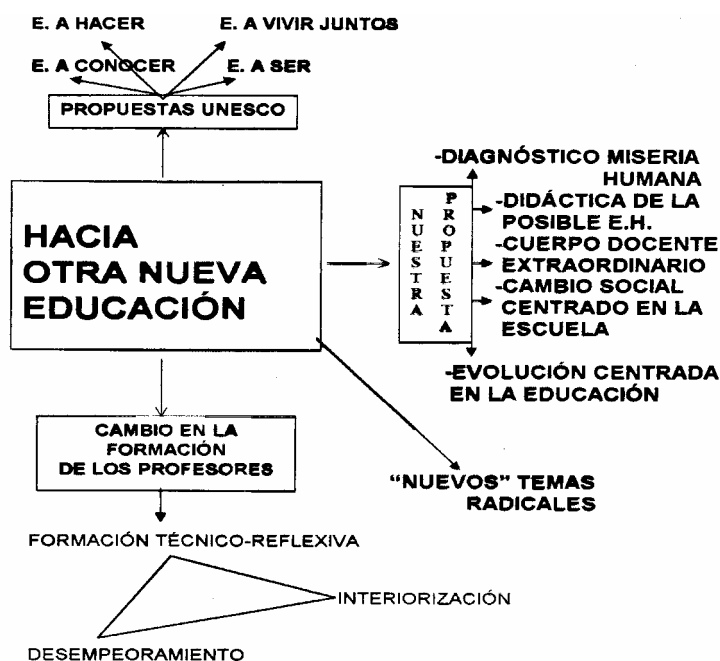 E. A HACER
E. A VIVIR JUNTOS
E. A CONOCER
E. A SER
PROPUESTAS UNESCO
HACIA
OTRA NUEVA
EDUCACIÓN
NUESTRA
PROPUESTA
-DIAGNÓSTICO MISERIA
HUMANA
-DIDÁCTICA DE LA
POSIBLE E.H.
-CUERPO DOCENTE
EXTRAORDINARIO
-CAMBIO SOCIAL
CENTRADO EN LA
ESCUELA
-EVOLUCIÓN CENTRADA
EN LA EDUCACIÓN
"NUEVOS" TEMAS
RADICALES
CAMBIO EN LA
FORMACIÓN
DE LOS PROFESORES
FORMACIÓN TÉCNICO-REFLEXIVA
INTERIORIZACIÓN
DESEMPEORAMIENTO